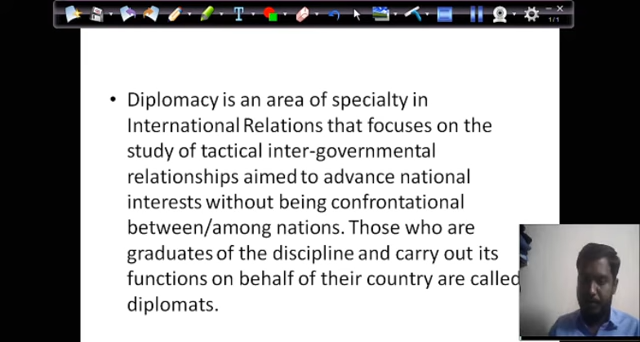 1/1
• Diplomacy is an area of specialty in
International Relations that focuses on the
study of tactical inter-governmental
relationships aimed to advance national
interests without being confrontational
between/among nations. Those who are
graduates of the discipline and carry out its
functions on behalf of their country are called
diplomats.